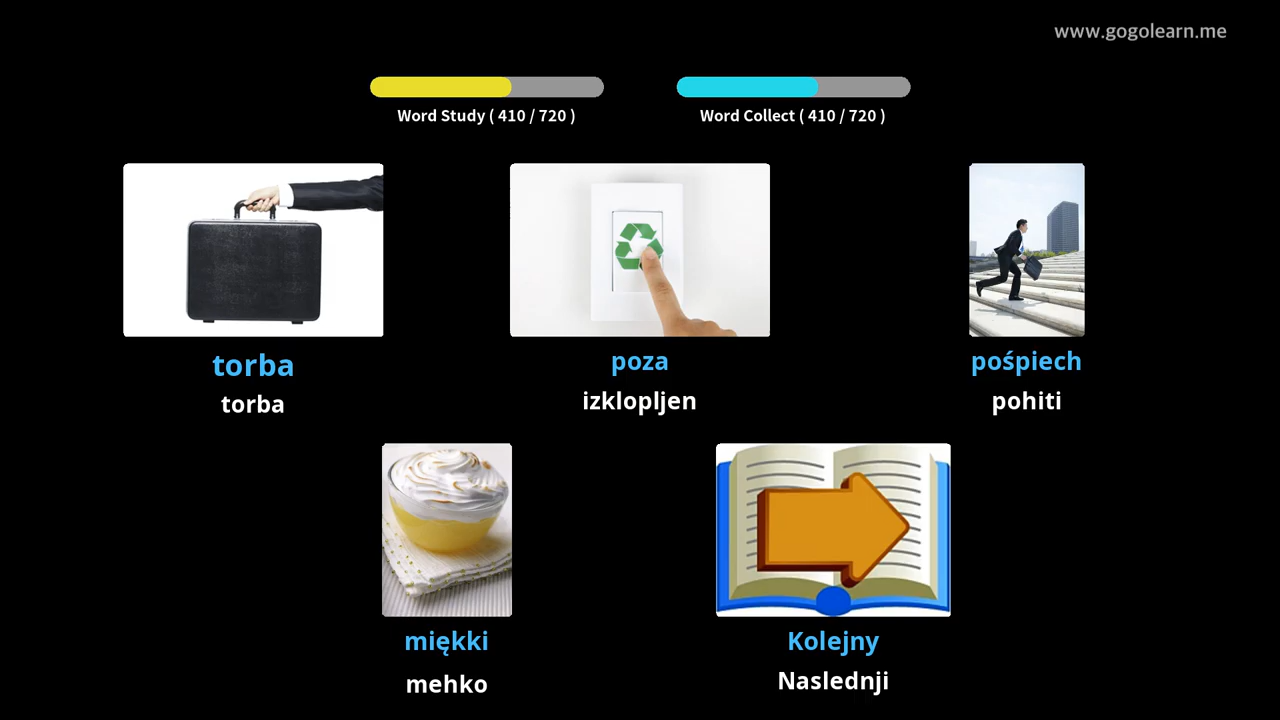 www.gogolearn.me
Word Study ( 410 / 720 )
Word Collect ( 410 / 720 )
torba
torba
poza
izklopljen
pośpiech
pohiti
miękki
mehko
Kolejny
Naslednji